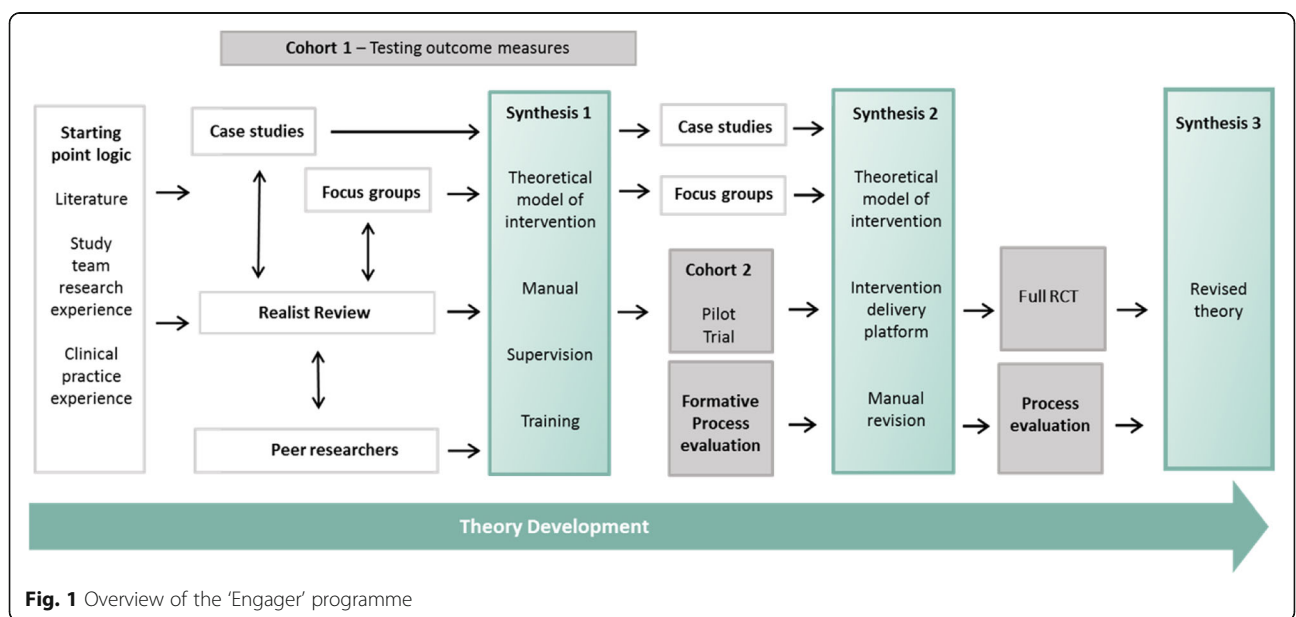 Cohort 1 – Testing outcome measures
Starting
point logic
Literature
Study
team
research
experience
Clinical
practice
experience
Case studies
Focus groups
Realist Review
Peer researchers
Synthesis 1
Theoretical
model of
intervention
Manual
Supervision
Training
Case studies
Focus groups
Cohort 2
Pilot
Trial
Formative
Process
evaluation
Synthesis 2
Theoretical
model of
intervention
Intervention
delivery
platform
Manual
revision
Full RCT
Process
evaluation
Synthesis 3
Revised
theory
Theory Development
Fig. 1 Overview of the ‘Engager’ programme